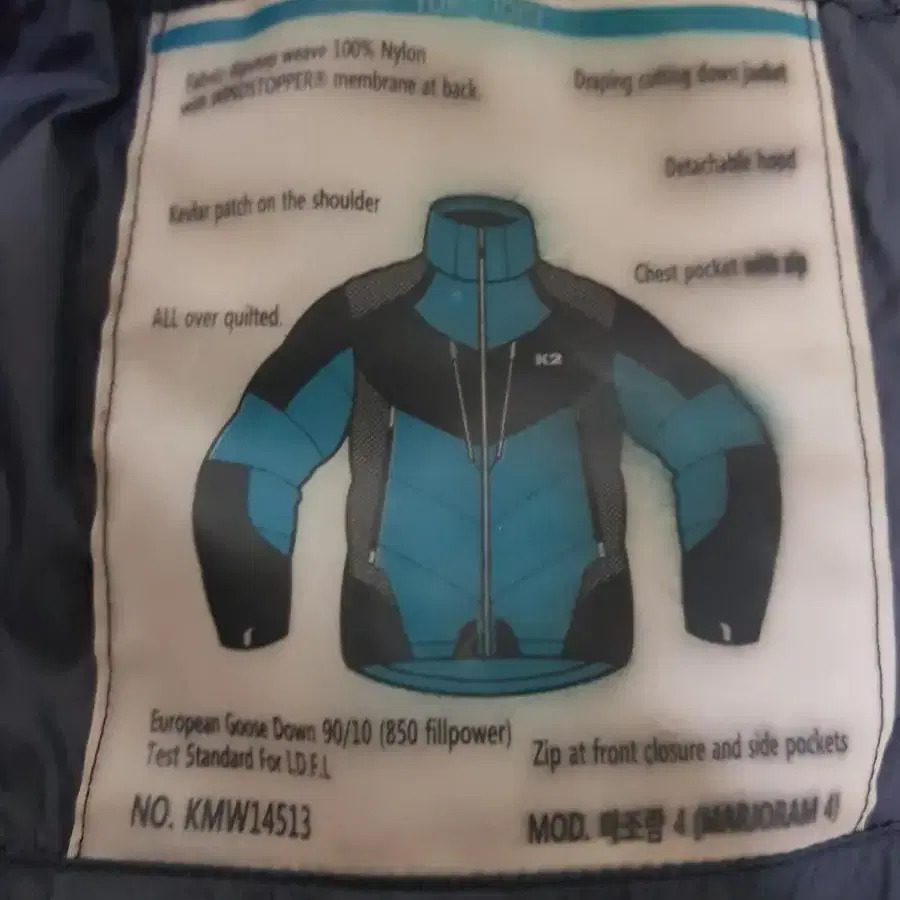 Fabric dynamic weave 100% Nylon
with WINDSTOPPER® membrane at back.
Draping cutting down jacket
Detachable hood
Kevlar patch on the shoulder
Chest pocket with zip
ALL over quilted.
K2
European Goose Down 90/10 (850 fillpower)
Test Standard For I.D.F.L
Zip at front closure and side pockets
NO. KMW14513
MOD. 마조람 4 (MARJORAM 4)